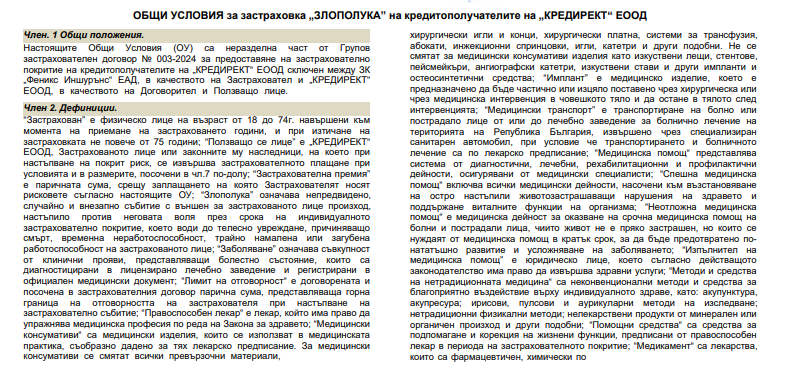 ОБЩИ УСЛОВИЯ за застраховка „ЗЛОПОЛУКА" на кредитополучателите на „КРЕДИРЕКТ“ ЕООД
Член. 1 Общи положения.
Настоящите Общи Условия (ОУ) са неразделна част от Групов
застрахователен договор № 003-2024 за предоставяне на застрахователно
покритие на кредитополучателите на „КРЕДИРЕКТ" ЕООД сключен между ЗК
„Феникс Иншурънс" ЕАД, в качеството на Застраховател и „КРЕДИРЕКТ“
ЕООД, в качеството на Договорител и Ползващо лице.
Член 2. Дефиниции.
“Застрахован” е физическо лице на възраст от 18 до 74г. навършени към
момента на приемане на застраховането години, и при изтичане на
застраховката не повече от 75 години; "Ползващо се лице" е „КРЕДИРЕКТ"
ЕООД, Застрахованото лице или законните му наследници, на което при
настъпване на покрит риск, се извършва застрахователното плащане при
условията и в размерите, посочени в чл.7 по-долу; "Застрахователна премия"
е паричната сума, срещу заплащането на която Застрахователят носят
рисковете съгласно настоящите ОУ; “Злополука” означава непредвидено,
случайно и внезапно събитие с външен за застрахованото лице произход,
настъпило против неговата воля през срока на индивидуалното
застрахователно покритие, което води до телесно увреждане, причиняващо
смърт, временна неработоспособност, трайно намалена или загубена
работоспособност на застрахованото лице; “Заболяване” означава съвкупност
от клинични прояви, представляващи болестно състояние, които са
диагностицирани в лицензирано лечебно заведение и регистрирани в
официален медицински документ; "Лимит на отговорност" е договорената и
посочена в застрахователния договор парична сума, представляваща горна
граница на отговорността на застрахователя при настъпване на
застрахователно събитие; “Правоспособен лекар" е лекар, който има право да
упражнява медицинска професия по реда на Закона за здравето; “Медицински
консумативи” са медицински изделия, които се използват в медицинската
практика, съобразно дадено за тях лекарско предписание. За медицински
консумативи се смятат всички превързочни материали,
хирургически игли и конци, хирургически платна, системи за трансфузия,
абокати, инжекционни спринцовки, игли, катетри и други подобни. Не се
смятат за медицински консумативи изделия като изкуствени лещи, стентове,
пейсмейкъри, ангиографски катетри, изкуствени стави и други импланти и
остеосинтетични средства; “Имплант” е медицинско изделие, което е
предназначено да бъде частично или изцяло поставено чрез хирургическа или
чрез медицинска интервенция в човешкото тяло и да остане в тялото след
интервенцията; “Медицински транспорт” е транспортиране на болно или
пострадало лице от или до лечебно заведение за болнично лечение на
територията на Република България, извършено чрез специализиран
санитарен автомобил, при условие че транспортирането и болничното
лечение са по лекарско предписание; “Медицинска помощ” представлява
система от диагностични, лечебни, рехабилитационни и профилактични
дейности, осигурявани от медицински специалисти; “Спешна медицинска
помощ” включва всички медицински дейности, насочени към възстановяване
на остро настъпили животозастрашаващи нарушения на здравето и
поддържане виталните функции на организма; “Неотложна медицинска
помощ” е медицинска дейност за оказване на срочна медицинска помощ на
болни и пострадали лица, чиито живот не е пряко застрашен, но които се
нуждаят от медицинска помощ в кратък срок, за да бъде предотвратено по-
нататъшно развитие и усложняване на заболяването; “Изпълнител на
медицинска помощ” е юридическо лице, което съгласно действащото
законодателство има право да извършва здравни услуги; “Методи и средства
на нетрадиционната медицина“ са неконвенционални методи и средства за
благоприятно въздействие върху индивидуалното здраве, като: акупунктура,
акупресура; ирисови, пулсови и аурикуларни методи на изследване;
нетрадиционни физикални методи; нелекарствени продукти от минерален или
органичен произход и други подобни; “Помощни средства” са средства за
подпомагане и корекция на жизнени функции, предписани от правоспособен
лекар в периода на застрахователното покритие; “Медикамент” са лекарства,
които са фармацевтичен, химически по